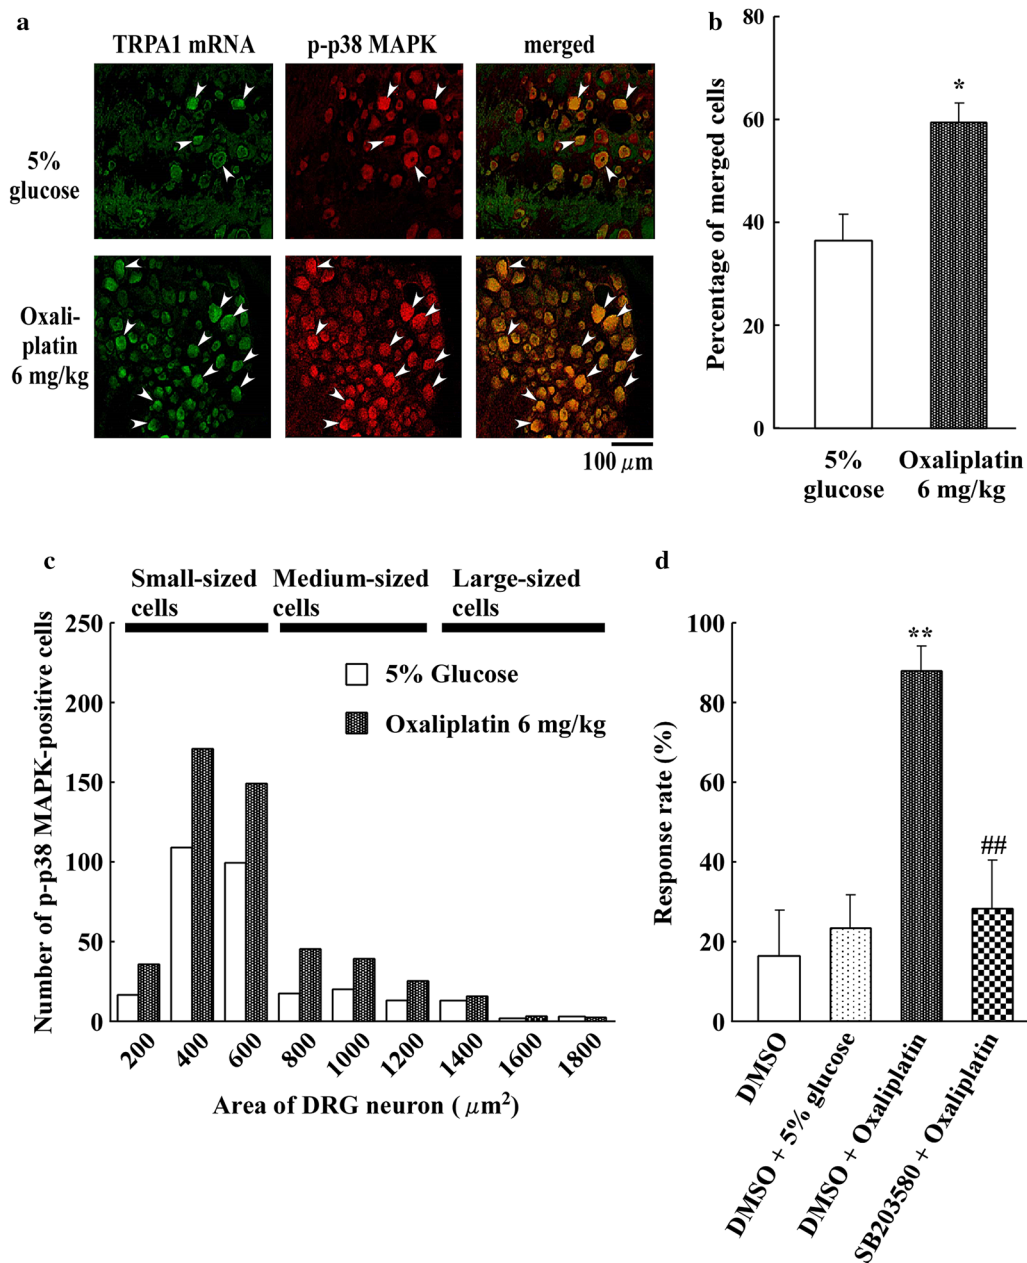 a
TRPA1 mRNA
p-p38 MAPK
merged
5%
glucose
Oxali-
platin
6 mg/kg
100 μm
b
Percentage of merged cells
80
60
40
20
0
*
5%
glucose
Oxaliplatin
6 mg/kg
c
Small-sized
cells
Medium-sized
cells
Large-sized
cells
Number of p-p38 MAPK-positive cells
250
200
150
100
50
0
5% Glucose
Oxaliplatin 6 mg/kg
200
400
600
800
1000
1200
1400
1600
1800
Area of DRG neuron ( μm²)
d
Response rate (%)
100
80
60
40
20
0
**
##
DMSO
DMSO + 5% glucose
DMSO + Oxaliplatin
SB203580 + Oxaliplatin